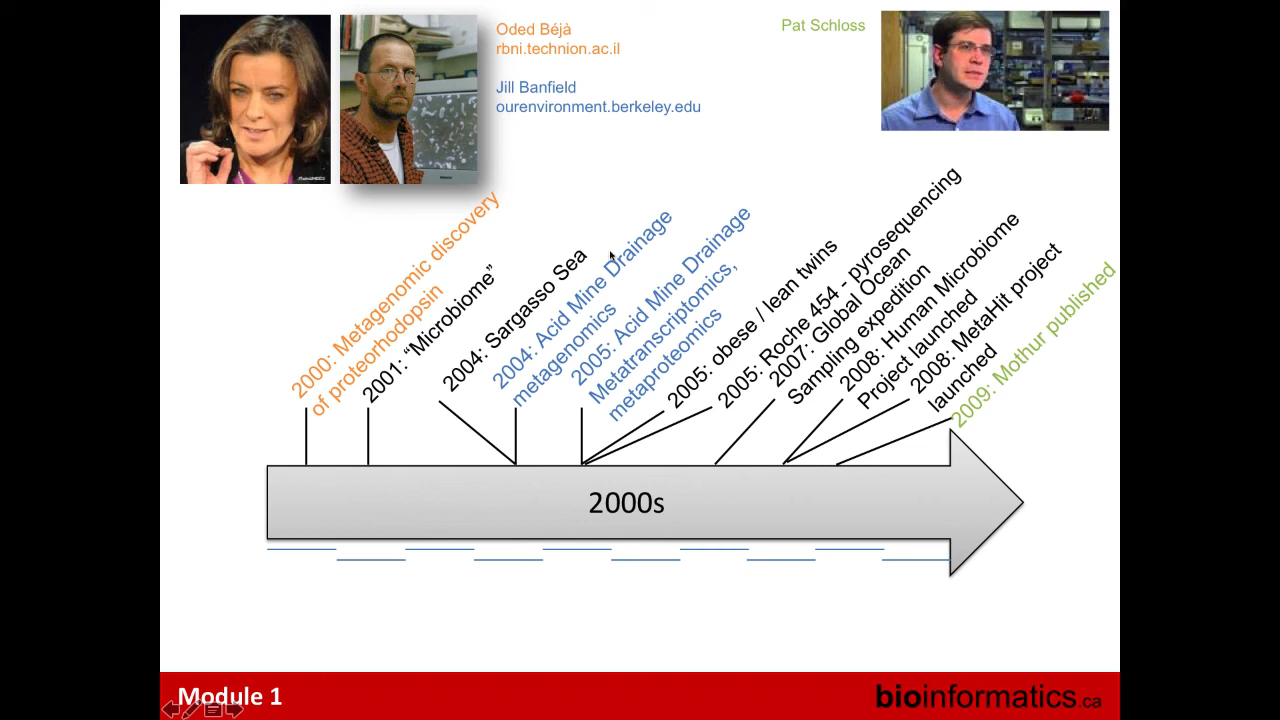 Oded Béjà
rbni.technion.ac.il
Jill Banfield
ourenvironment.berkeley.edu
Pat Schloss
2000: Metagenomic discovery
of proteorhodopsin
2001: “Microbiome”
2004: Sargasso Sea
2004: Acid Mine Drainage
metagenomics
2005: Acid Mine Drainage
Metatranscriptomics,
metaproteomics
2005: obese / lean twins
2005: Roche 454 - pyrosequencing
2007: Global Ocean
Sampling expedition
2008: Human Microbiome
Project launched
2008: MetaHit project
launched
2009: Mothur published
2000s
Module 1
bioinformatics.ca